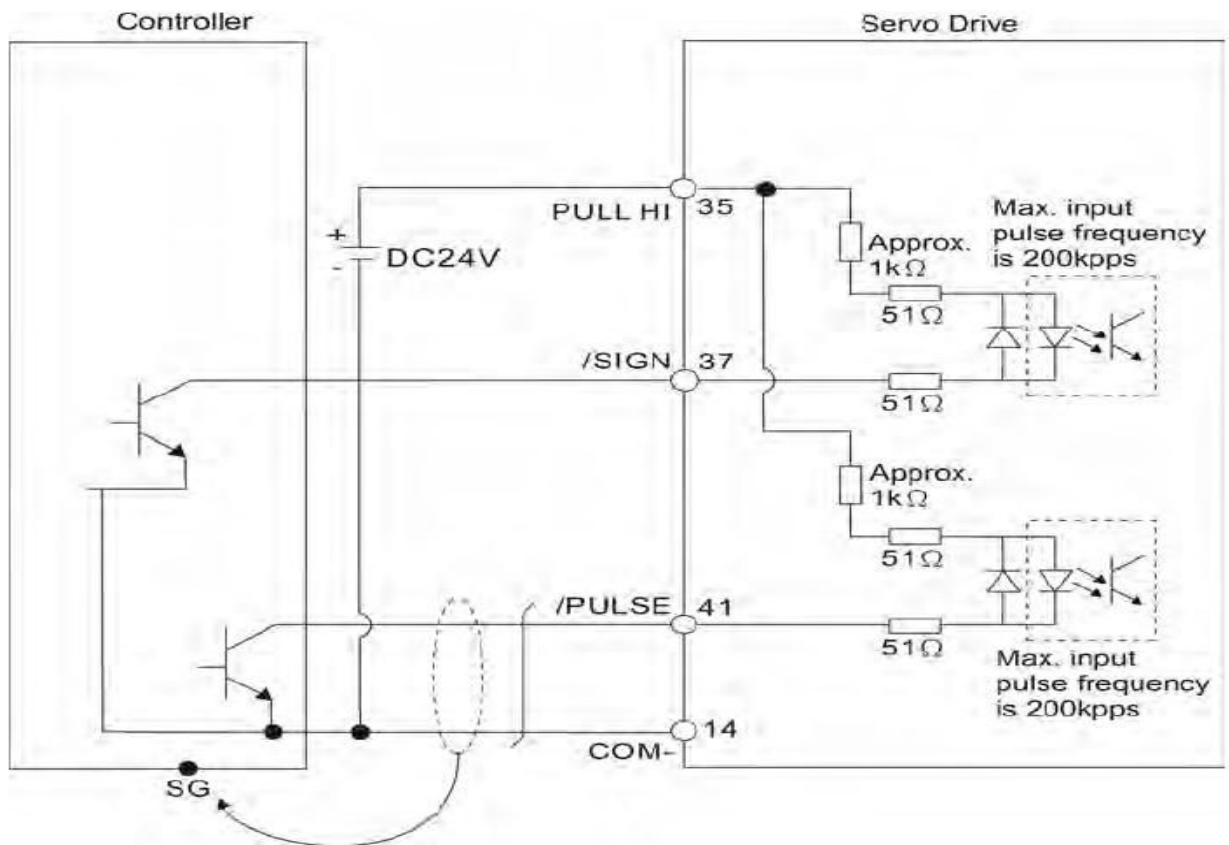 Controller
Servo Drive
PULL HI
35
+
-
DC24V
Approx.
1kΩ
51Ω
Max. input
pulse frequency
is 200kpps
/SIGN
37
51Ω
Approx.
1kΩ
51Ω
/PULSE
41
51Ω
Max. input
pulse frequency
is 200kpps
14
COM-
SG